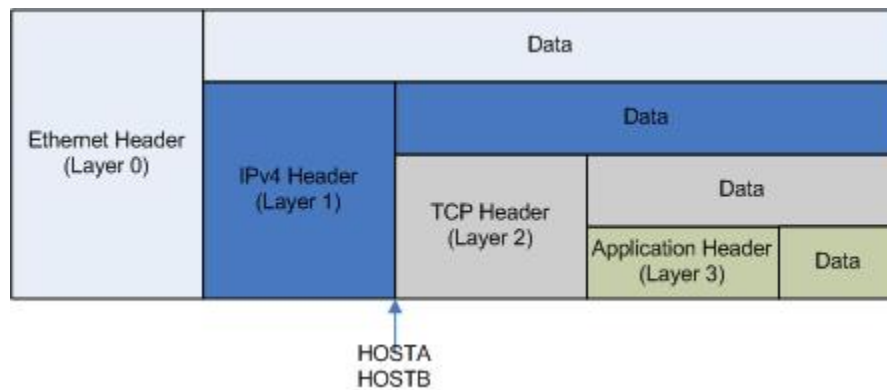 Data
Ethernet Header
(Layer 0)
IPv4 Header
(Layer 1)
Data
TCP Header
(Layer 2)
Data
Application Header
(Layer 3)
Data
HOSTA
HOSTB